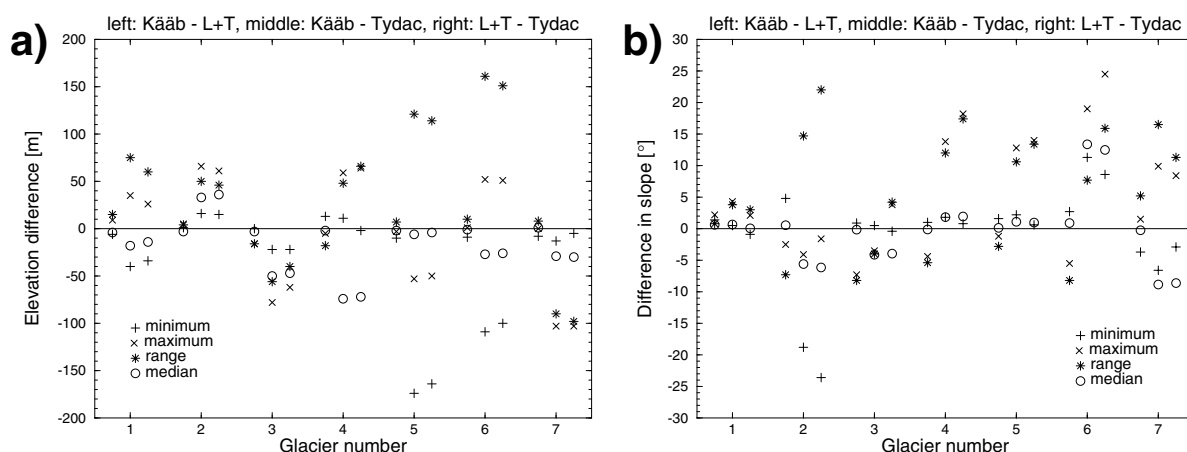 left: Kääb - L+T, middle: Kääb - Tydac, right: L+T - Tydac
a)
200
150
100
50
0
-50
-100
-150
-200
Elevation difference [m]
minimum
maximum
range
median
1 2 3 4 5 6 7
Glacier number
left: Kääb - L+T, middle: Kääb - Tydac, right: L+T - Tydac
b)
30
25
20
15
10
5
0
-5
-10
-15
-20
-25
-30
Difference in slope [°]
minimum
maximum
range
median
1 2 3 4 5 6 7
Glacier number